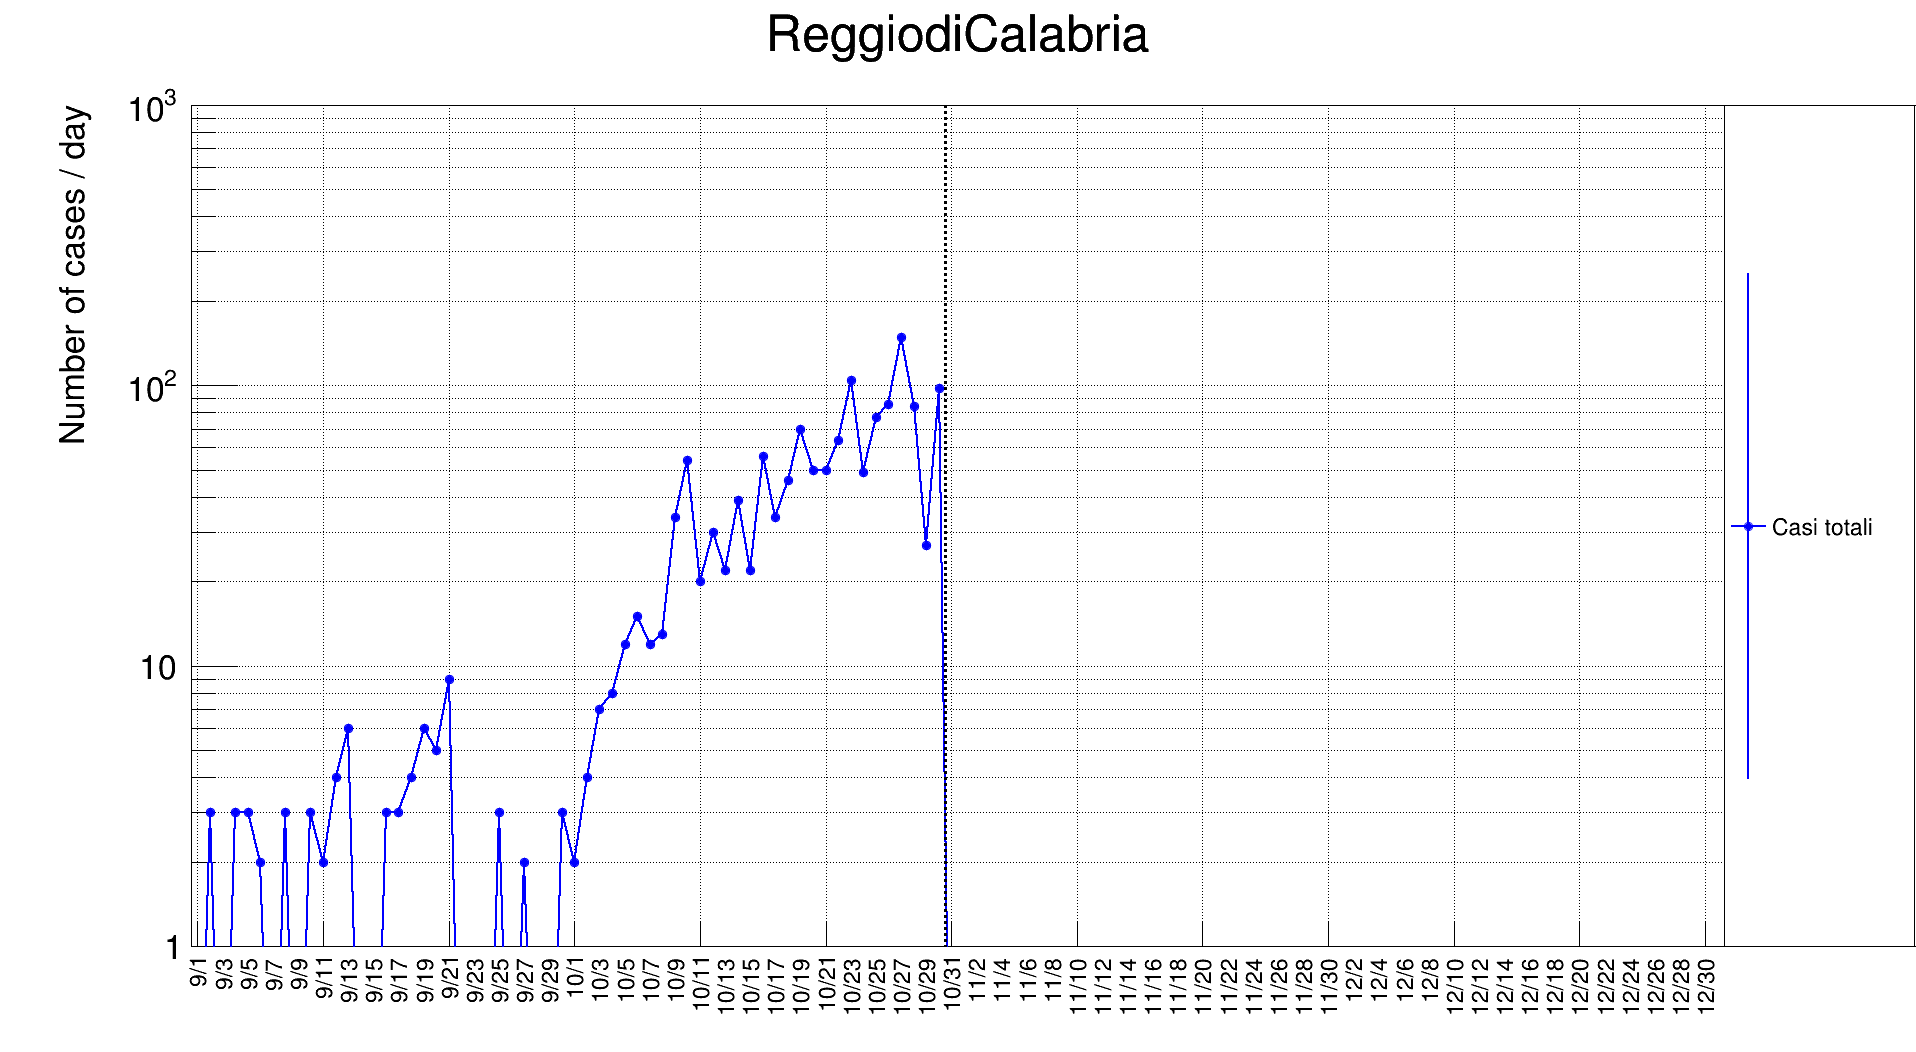 ReggiodiCalabria
Number of cases / day
10³
10²
10
1
9/1 9/3 9/5 9/7 9/9 9/11 9/13 9/15 9/17 9/19 9/21 9/23 9/25 9/27 9/29 10/1 10/3 10/5 10/7 10/9 10/11 10/13 10/15 10/17 10/19 10/21 10/23 10/25 10/27 10/29 10/31 11/2 11/4 11/6 11/8 11/10 11/12 11/14 11/16 11/18 11/20 11/22 11/24 11/26 11/28 11/30 12/2 12/4 12/6 12/8 12/10 12/12 12/14 12/16 12/18 12/20 12/22 12/24 12/26 12/28 12/30
Casi totali